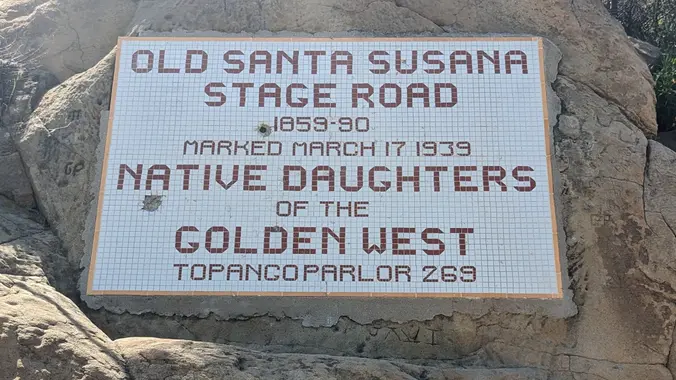 OLD SANTA SUSANA
STAGE ROAD
1859-90
MARKED MARCH 17 1939
NATIVE DAUGHTERS
OF THE
GOLDEN WEST
TOPANGO PARLOR 269